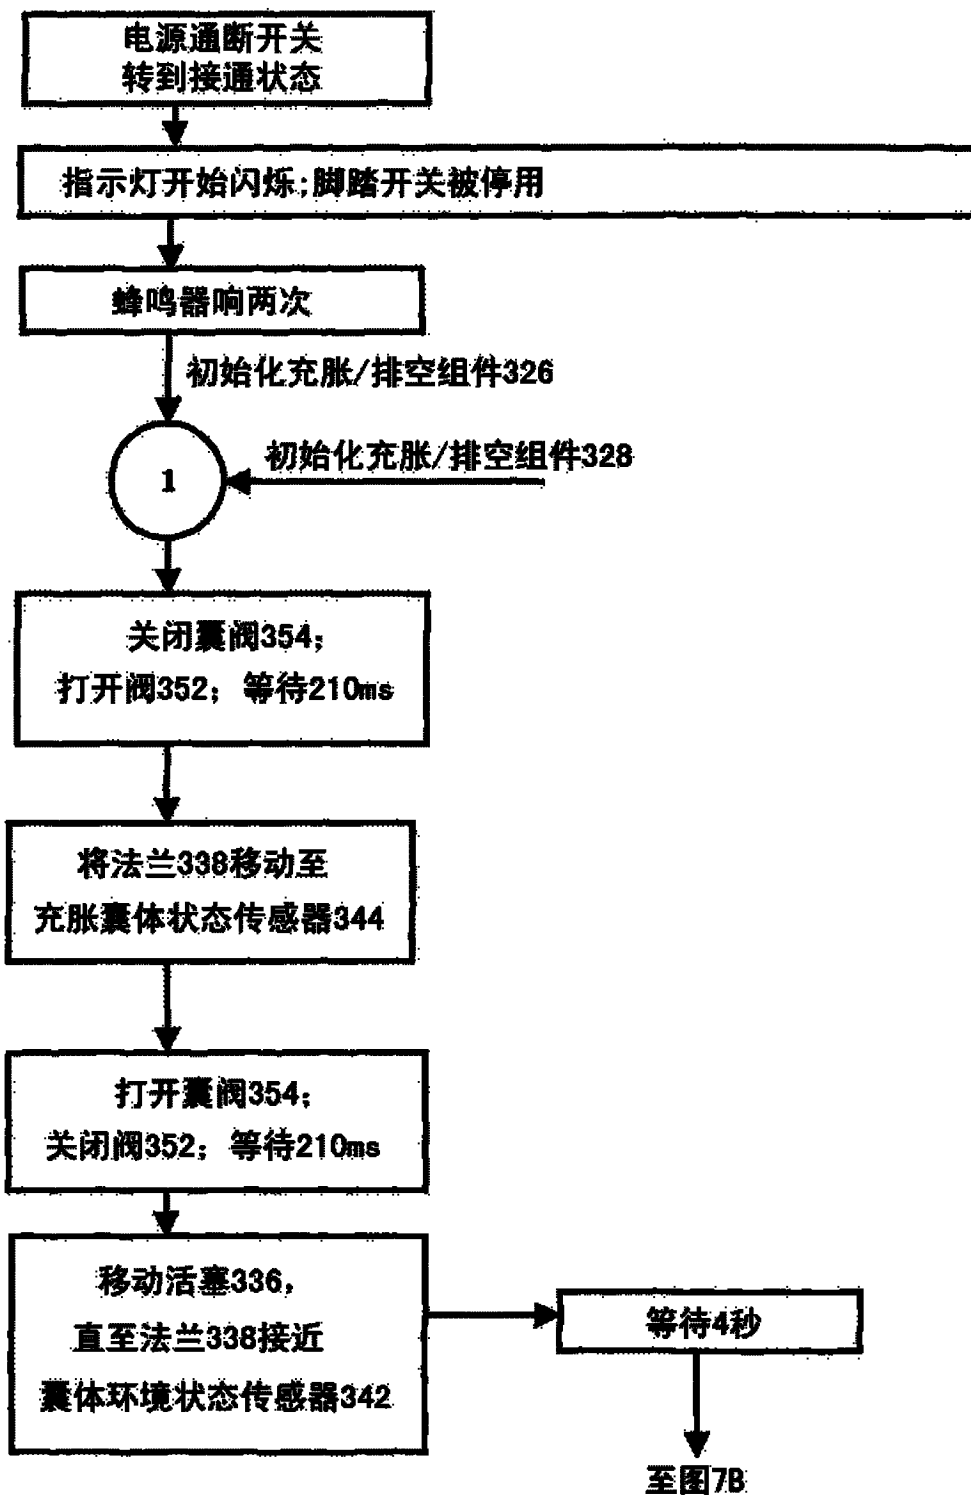 电源通断开关
转到接通状态
指示灯开始闪烁;脚踏开关被停用
蜂鸣器响两次
初始化充胀/排空组件326
初始化充胀/排空组件328
1
关闭囊阀354;
打开阀352; 等待210ms
将法兰338移动至
充胀囊体状态传感器344
打开囊阀354;
关闭阀352; 等待210ms
移动活塞336,
直至法兰338接近
囊体环境状态传感器342
等待4秒
至图7B